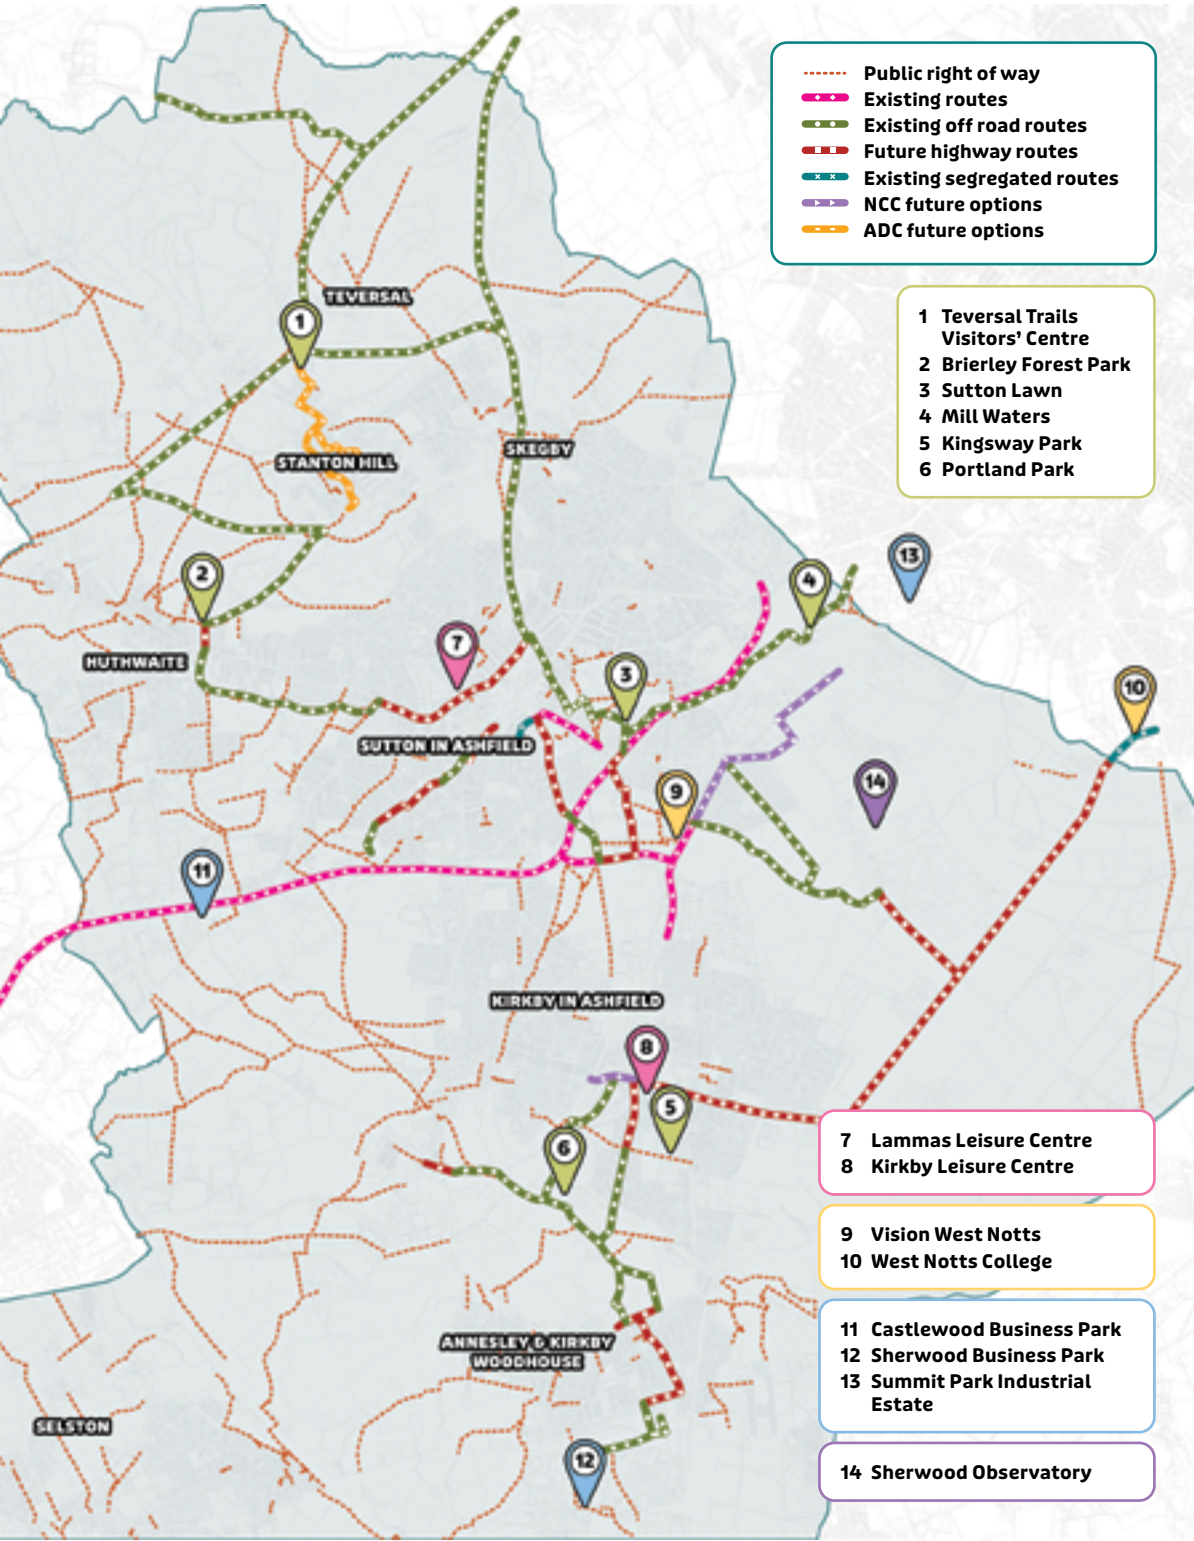 Public right of way
Existing routes
Existing off road routes
Future highway routes
Existing segregated routes
NCC future options
ADC future options
1 Teversal Trails
Visitors’ Centre
2 Brierley Forest Park
3 Sutton Lawn
4 Mill Waters
5 Kingsway Park
6 Portland Park
TEVERSAL
1
SKEGBY
STANTON HILL
13
4
2
7
HUTHWAITE
3
10
SUTTON IN ASHFIELD
14
9
11
KIRKBY IN ASHFIELD
8
5
6
7 Lammas Leisure Centre
8 Kirkby Leisure Centre
9 Vision West Notts
10 West Notts College
ANNESLEY & KIRKBY
WOODHOUSE
11 Castlewood Business Park
12 Sherwood Business Park
13 Summit Park Industrial
Estate
SELSTON
12
14 Sherwood Observatory